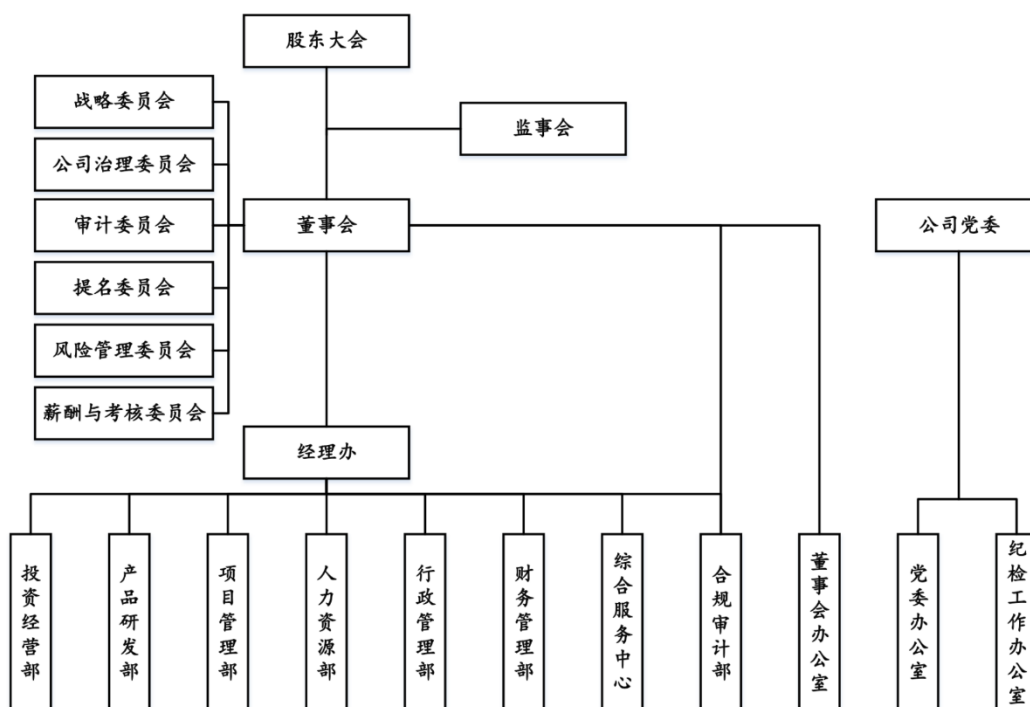 股东大会
战略委员会
监事会
公司治理委员会
审计委员会
董事会
公司党委
提名委员会
风险管理委员会
薪酬与考核委员会
经理办
投资经营部
产品研发部
项目管理部
人力资源部
行政管理部
财务管理部
综合服务中心
合规审计部
董事会办公室
党委办公室
纪检工作办公室